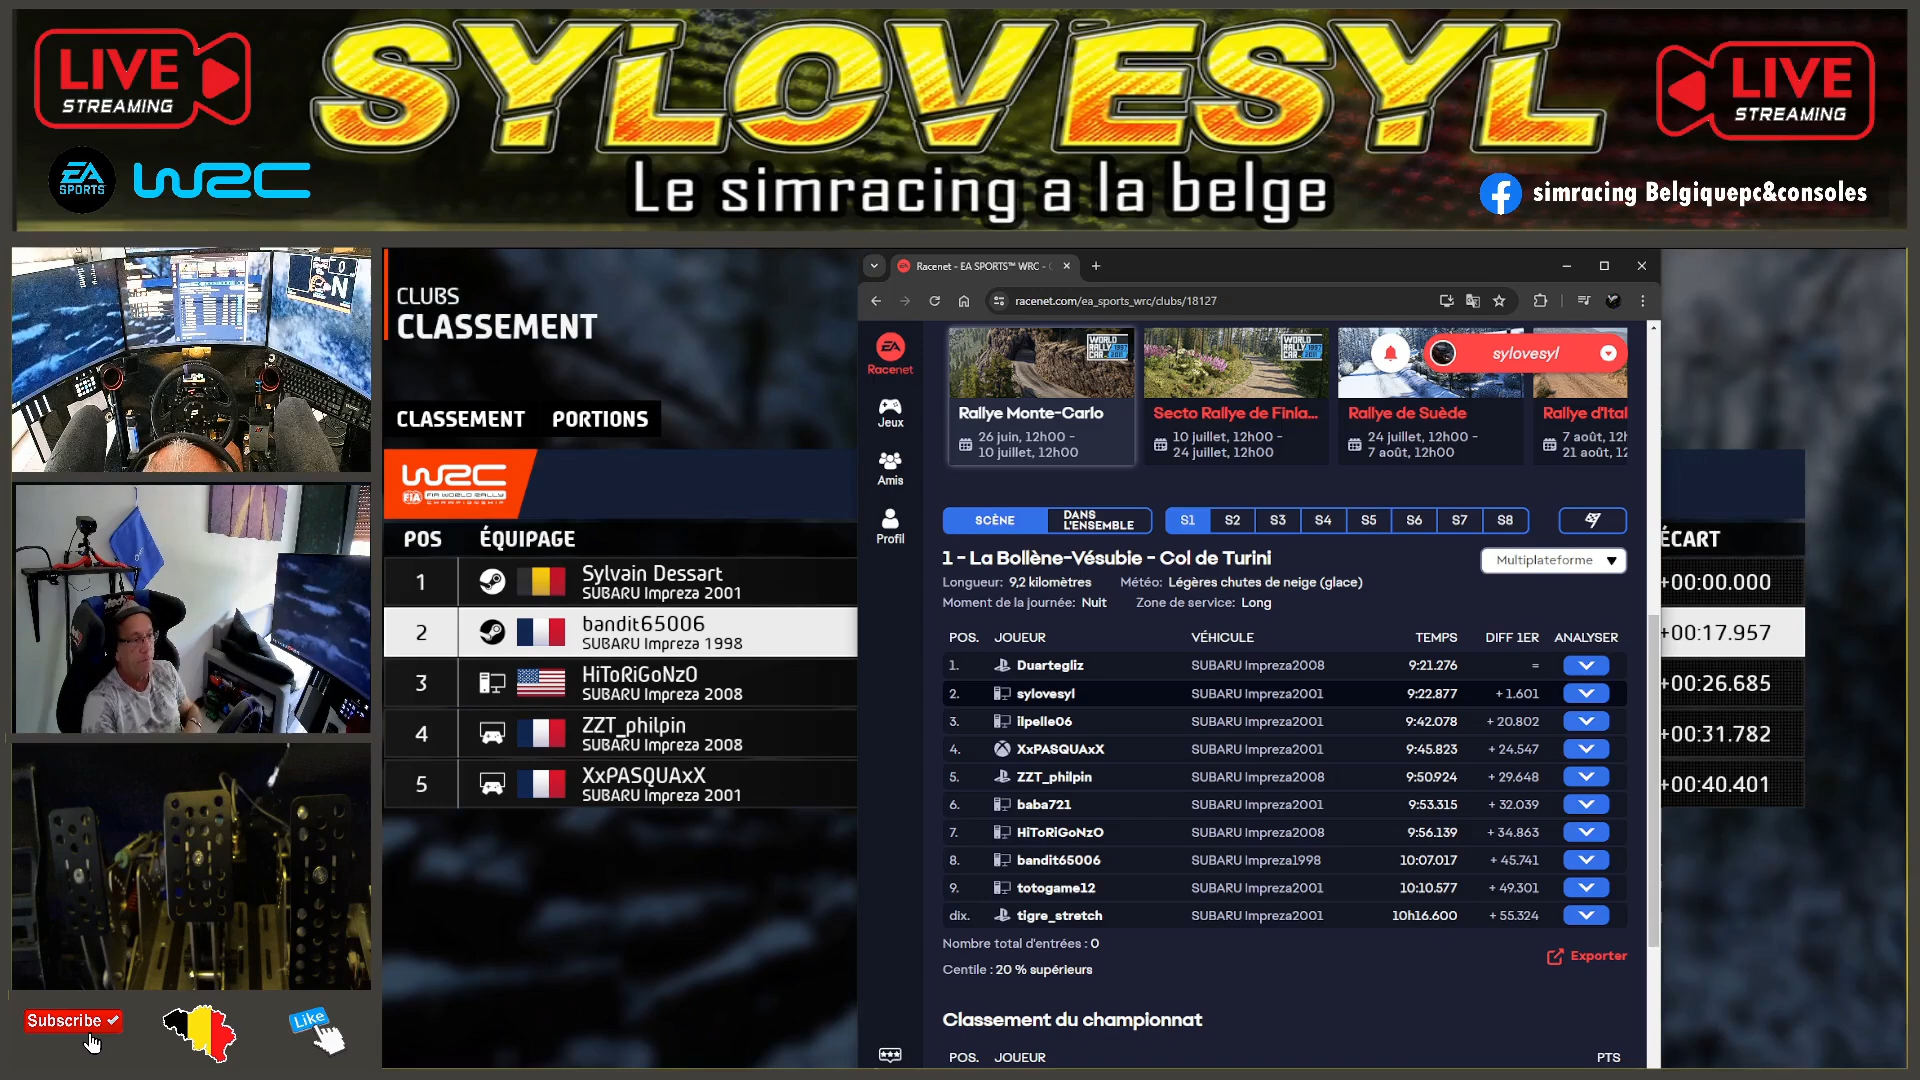 LIVE
STREAMING
SYLOVESYL
LIVE
STREAMING
EA
SPORTS
WRC
Le simracing a la belge
simracing Belgiquepc&consoles
CLUBS
CLASSEMENT
CLASSEMENT PORTIONS
WRC
FIA WORLD RALLY
CHAMPIONSHIP
POS ÉQUIPAGE
1 Sylvain Dessart
SUBARU Impreza 2001
2 bandit65006
SUBARU Impreza 1998
3 HiToRiGoNzO
SUBARU Impreza 2008
4 ZZT_philpin
SUBARU Impreza 2008
5 XxPASQUAxX
SUBARU Impreza 2001
ÉCART
+00:00.000
+00:17.957
+00:26.685
+00:31.782
+00:40.401
Racenet - EA SPORTS™ WRC -
racenet.com/ea_sports_wrc/clubs/18127
EA
Racenet
Jeux
Amis
Profil
sylovesyl
Rallye Monte-Carlo
26 juin, 12h00 -
10 juillet, 12h00
Secto Rallye de Finla...
10 juillet, 12h00 -
24 juillet, 12h00
Rallye de Suède
24 juillet, 12h00 -
7 août, 12h00
Rallye d'Ital
7 août, 12h
21 août, 12
SCÈNE DANS L'ENSEMBLE S1 S2 S3 S4 S5 S6 S7 S8
1 - La Bollène-Vésubie - Col de Turini
Multiplateforme
Longueur: 9,2 kilomètres Météo: Légères chutes de neige (glace)
Moment de la journée: Nuit Zone de service: Long
POS. JOUEUR VÉHICULE TEMPS DIFF 1ER ANALYSER
1. Duartegliz SUBARU Impreza2008 9:21.276 =
2. sylovesyl SUBARU Impreza2001 9:22.877 + 1.601
3. ilpelle06 SUBARU Impreza2001 9:42.078 + 20.802
4. XxPASQUAxX SUBARU Impreza2001 9:45.823 + 24.547
5. ZZT_philpin SUBARU Impreza2008 9:50.924 + 29.648
6. baba721 SUBARU Impreza2001 9:53.315 + 32.039
7. HiToRiGoNzO SUBARU Impreza2008 9:56.139 + 34.863
8. bandit65006 SUBARU Impreza1998 10:07.017 + 45.741
9. totogame12 SUBARU Impreza2001 10:10.577 + 49.301
dix. tigre_stretch SUBARU Impreza2001 10h16.600 + 55.324
Nombre total d'entrées : 0
Exporter
Centile : 20 % supérieurs
Classement du championnat
POS. JOUEUR PTS
Subscribe
Like